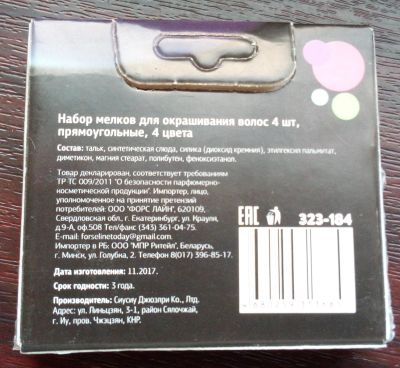 Набор мелков для окрашивания волос 4 шт,
прямоугольные, 4 цвета
Состав: тальк, синтетическая слюда, силика (диоксид кремния), этилгексил пальмитат,
диметикон, магния стеарат, полибутен, феноксиэтанол.
Товар декларирован, соответствует требованиям
ТР ТС 009/2011 "О безопасности парфюмерно-
косметической продукции". Импортер, лицо,
уполномоченное на принятие претензий
потребителей: ООО "ФОРС ЛАЙН", 620109,
Свердловская обл., г. Екатеринбург, ул. Крауля,
д.9-А, оф.508 Тел/факс (343) 361-04-75.
E-mail: forselinetoday@gmail.com.
Импортер в РБ: ООО "МПР Ритейл", Беларусь,
г. Минск, ул. Голубка, 2. Телефон 8(017) 396-85-17.
Дата изготовления: 11.2017.
Срок годности: 3 года.
Производитель: Сиусиу Джюэлри Ко., Лтд.
Адрес: ул. Линьцзян, 3-1, район Сяложкай,
г. Иу, пров. Чжэцзян, КНР.
EAC
323-184